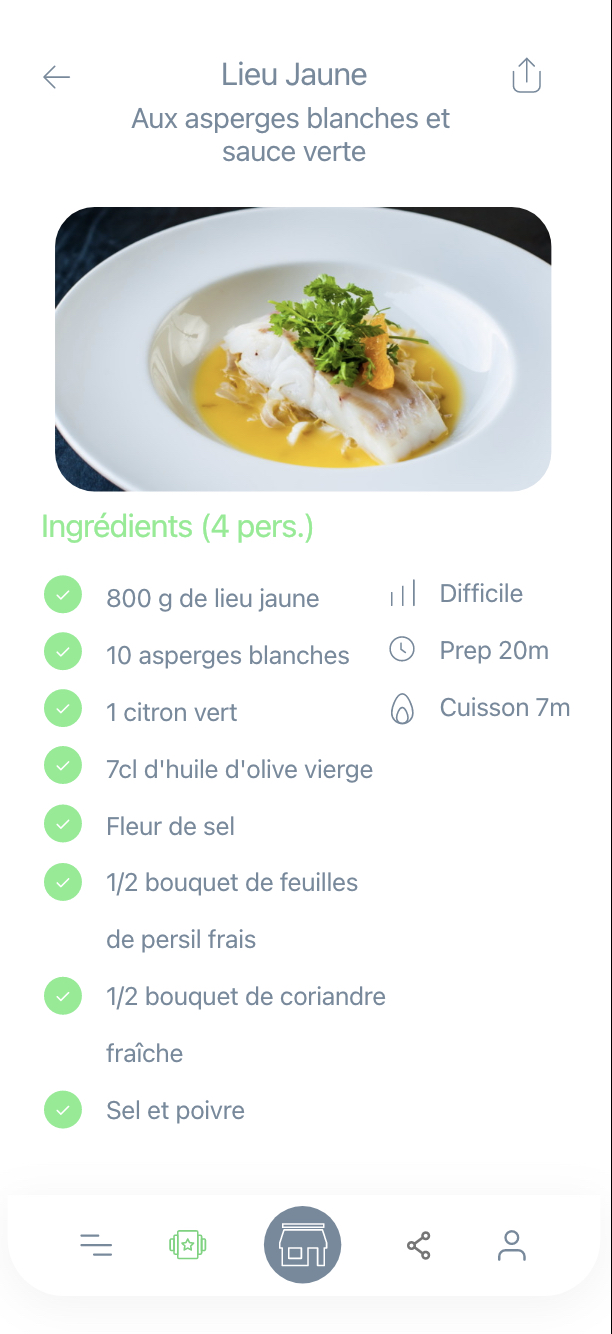 Lieu Jaune
Aux asperges blanches et
sauce verte
Ingrédients (4 pers.)
800 g de lieu jaune
Difficile
10 asperges blanches
Prep 20m
1 citron vert
Cuisson 7m
7cl d'huile d'olive vierge
Fleur de sel
1/2 bouquet de feuilles
de persil frais
1/2 bouquet de coriandre
fraîche
Sel et poivre